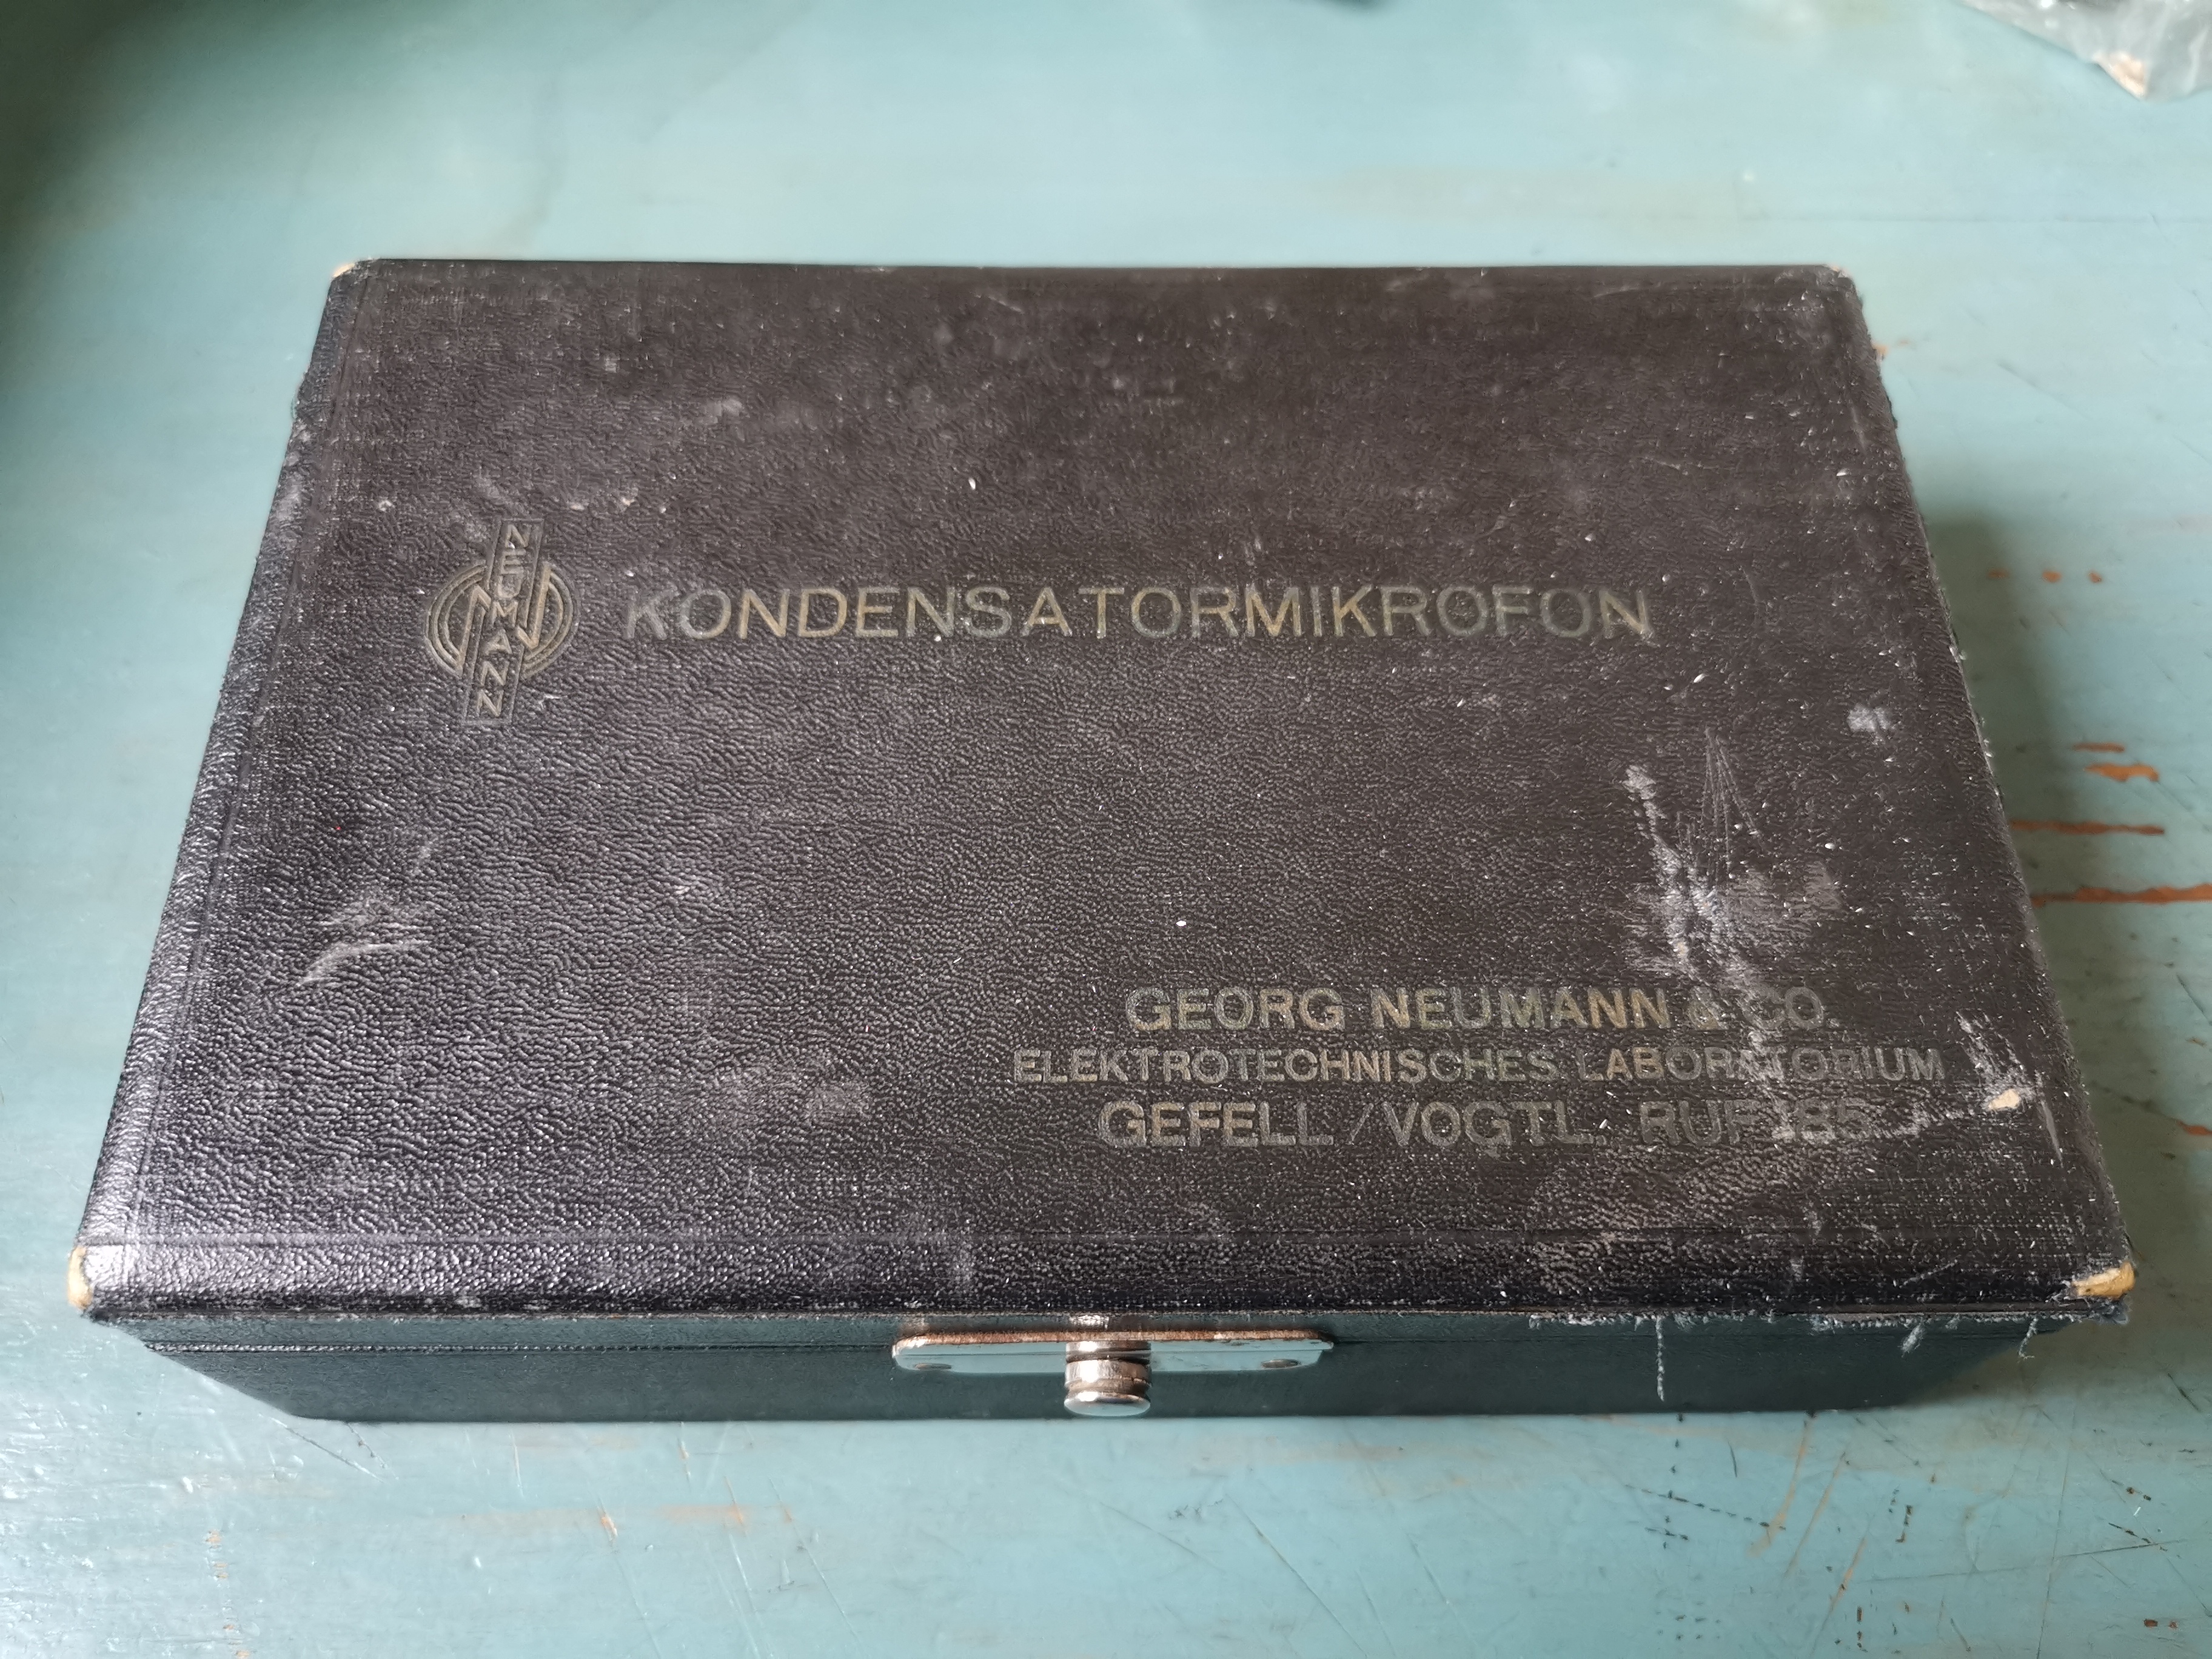 NEUMANN
KONDENSATORMIKROFON
GEORG NEUMANN & CO.
ELEKTROTECHNISCHES LABORATORIUM
GEFELL / VOGTL. RUF 185